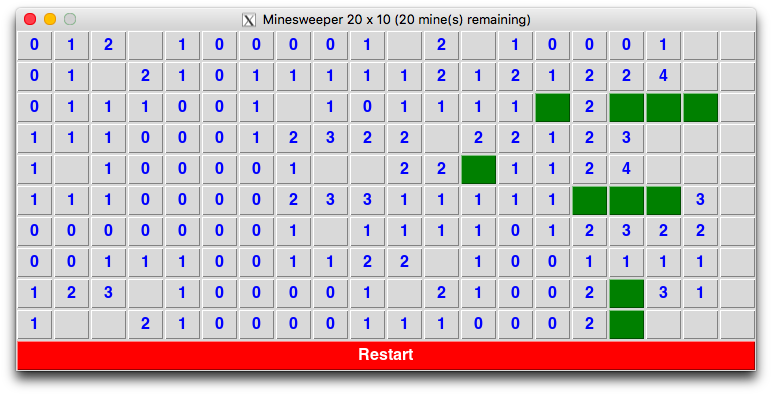 Minesweeper 20 x 10 (20 mine(s) remaining)
0 1 2 1 0 0 0 0 1 2 1 0 0 0 1
0 1 2 1 0 1 1 1 1 1 2 1 2 1 2 2 4
0 1 1 1 0 0 1 1 0 1 1 1 1 2
1 1 1 0 0 0 1 2 3 2 2 2 2 1 2 3
1 1 0 0 0 0 1 2 2 1 1 2 4
1 1 1 0 0 0 0 2 3 3 1 1 1 1 1 3
0 0 0 0 0 0 0 1 1 1 1 1 0 1 2 3 2 2
0 0 1 1 1 0 0 1 1 2 2 1 0 0 1 1 1 1
1 2 3 1 0 0 0 0 1 2 1 0 0 2 3 1
1 2 1 0 0 0 0 1 1 1 0 0 0 2
Restart